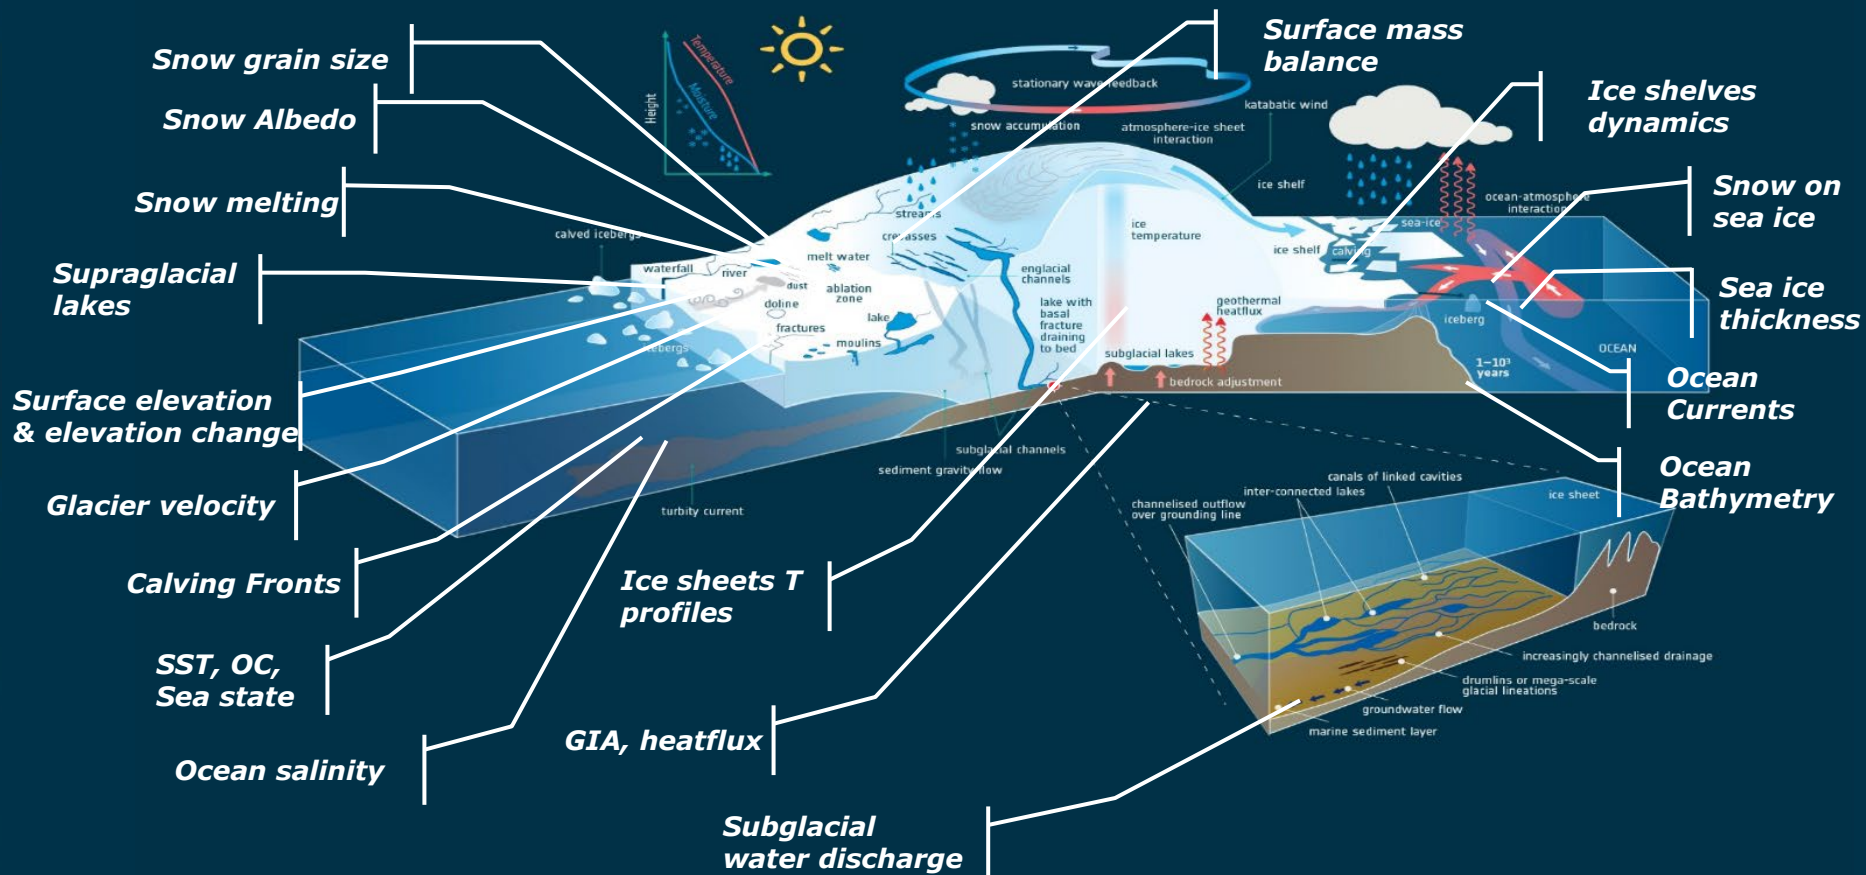 Snow grain size
Snow Albedo
Snow melting
Supraglacial
lakes
Surface elevation
& elevation change
Glacier velocity
Calving Fronts
SST, OC,
Sea state
Ocean salinity
Ice sheets T
profiles
GIA, heatflux
Subglacial
water discharge
Surface mass
balance
Ice shelves
dynamics
Snow on
sea ice
Sea ice
thickness
Ocean
Currents
Ocean
Bathymetry
Height
Temperature
Moisture
stationary wave feedback
snow accumulation
atmosphere-ice sheet
interaction
katabatic wind
ice shelf
ocean-atmosphere
interaction
sea-ice
ice shelf
calving
streams
crevasses
calved icebergs
waterfall
river
melt water
dust
ablation
zone
doline
fractures
lake
moulins
icebergs
englacial
channels
lake with
basal
fracture
draining
to bed
ice
temperature
geothermal
heatflux
subglacial lakes
bedrock adjustment
iceberg
OCEAN
1–10³
years
subglacial channels
sediment gravity flow
turbity current
canals of linked cavities
inter-connected lakes
channelised outflow
over grounding line
ice sheet
bedrock
increasingly channelised drainage
drumlins or mega-scale
glacial lineations
groundwater flow
marine sediment layer